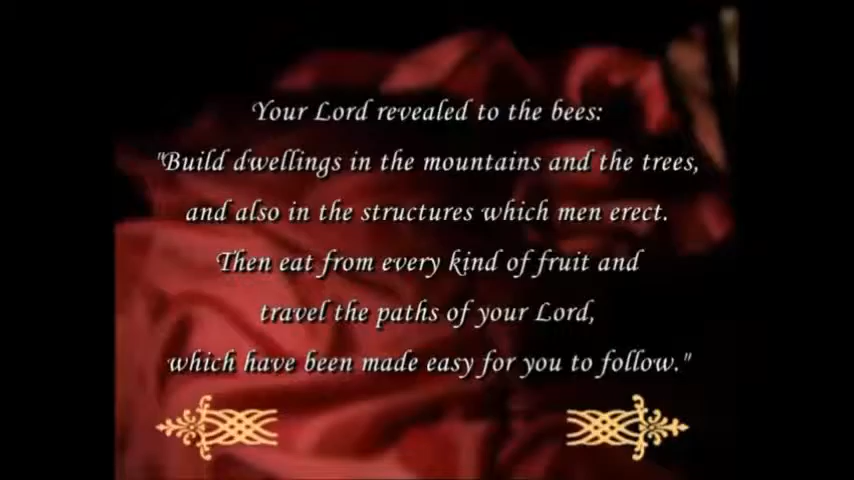 Your Lord revealed to the bees:
"Build dwellings in the mountains and the trees,
and also in the structures which men erect.
Then eat from every kind of fruit and
travel the paths of your Lord,
which have been made easy for you to follow."